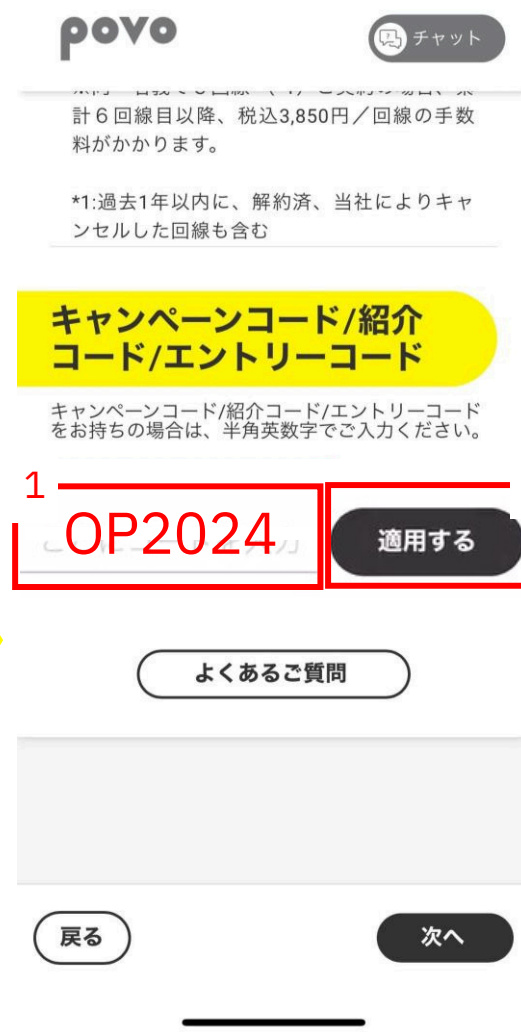 povo
チャット
計６回線目以降、税込3,850円／回線の手数
料がかかります。
*1:過去1年以内に、解約済、当社によりキャ
ンセルした回線も含む
キャンペーンコード/紹介
コード/エントリーコード
キャンペーンコード/紹介コード/エントリーコード
をお持ちの場合は、半角英数字でご入力ください。
1
OP2024
適用する
よくあるご質問
戻る
次へ